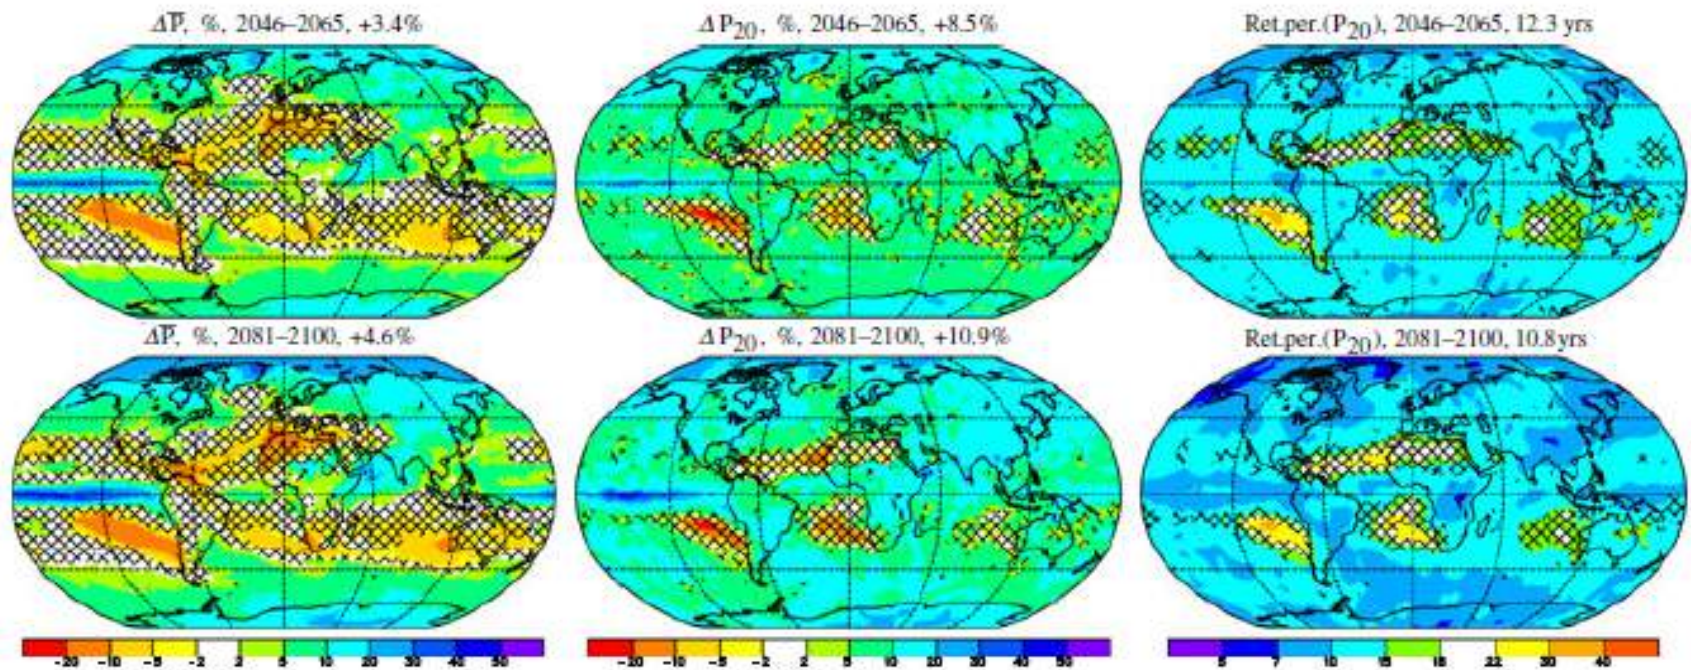 ΔP̅, %, 2046–2065, +3.4%
ΔP20, %, 2046–2065, +8.5%
Ret.per.(P20), 2046–2065, 12.3 yrs
ΔP̅, %, 2081–2100, +4.6%
ΔP20, %, 2081–2100, +10.9%
Ret.per.(P20), 2081–2100, 10.8yrs
-20 -10 -5 -2 2 5 10 20 30 40 50
-20 -10 -5 -2 2 5 10 20 30 40 50
5 7 10 15 18 22 30 40